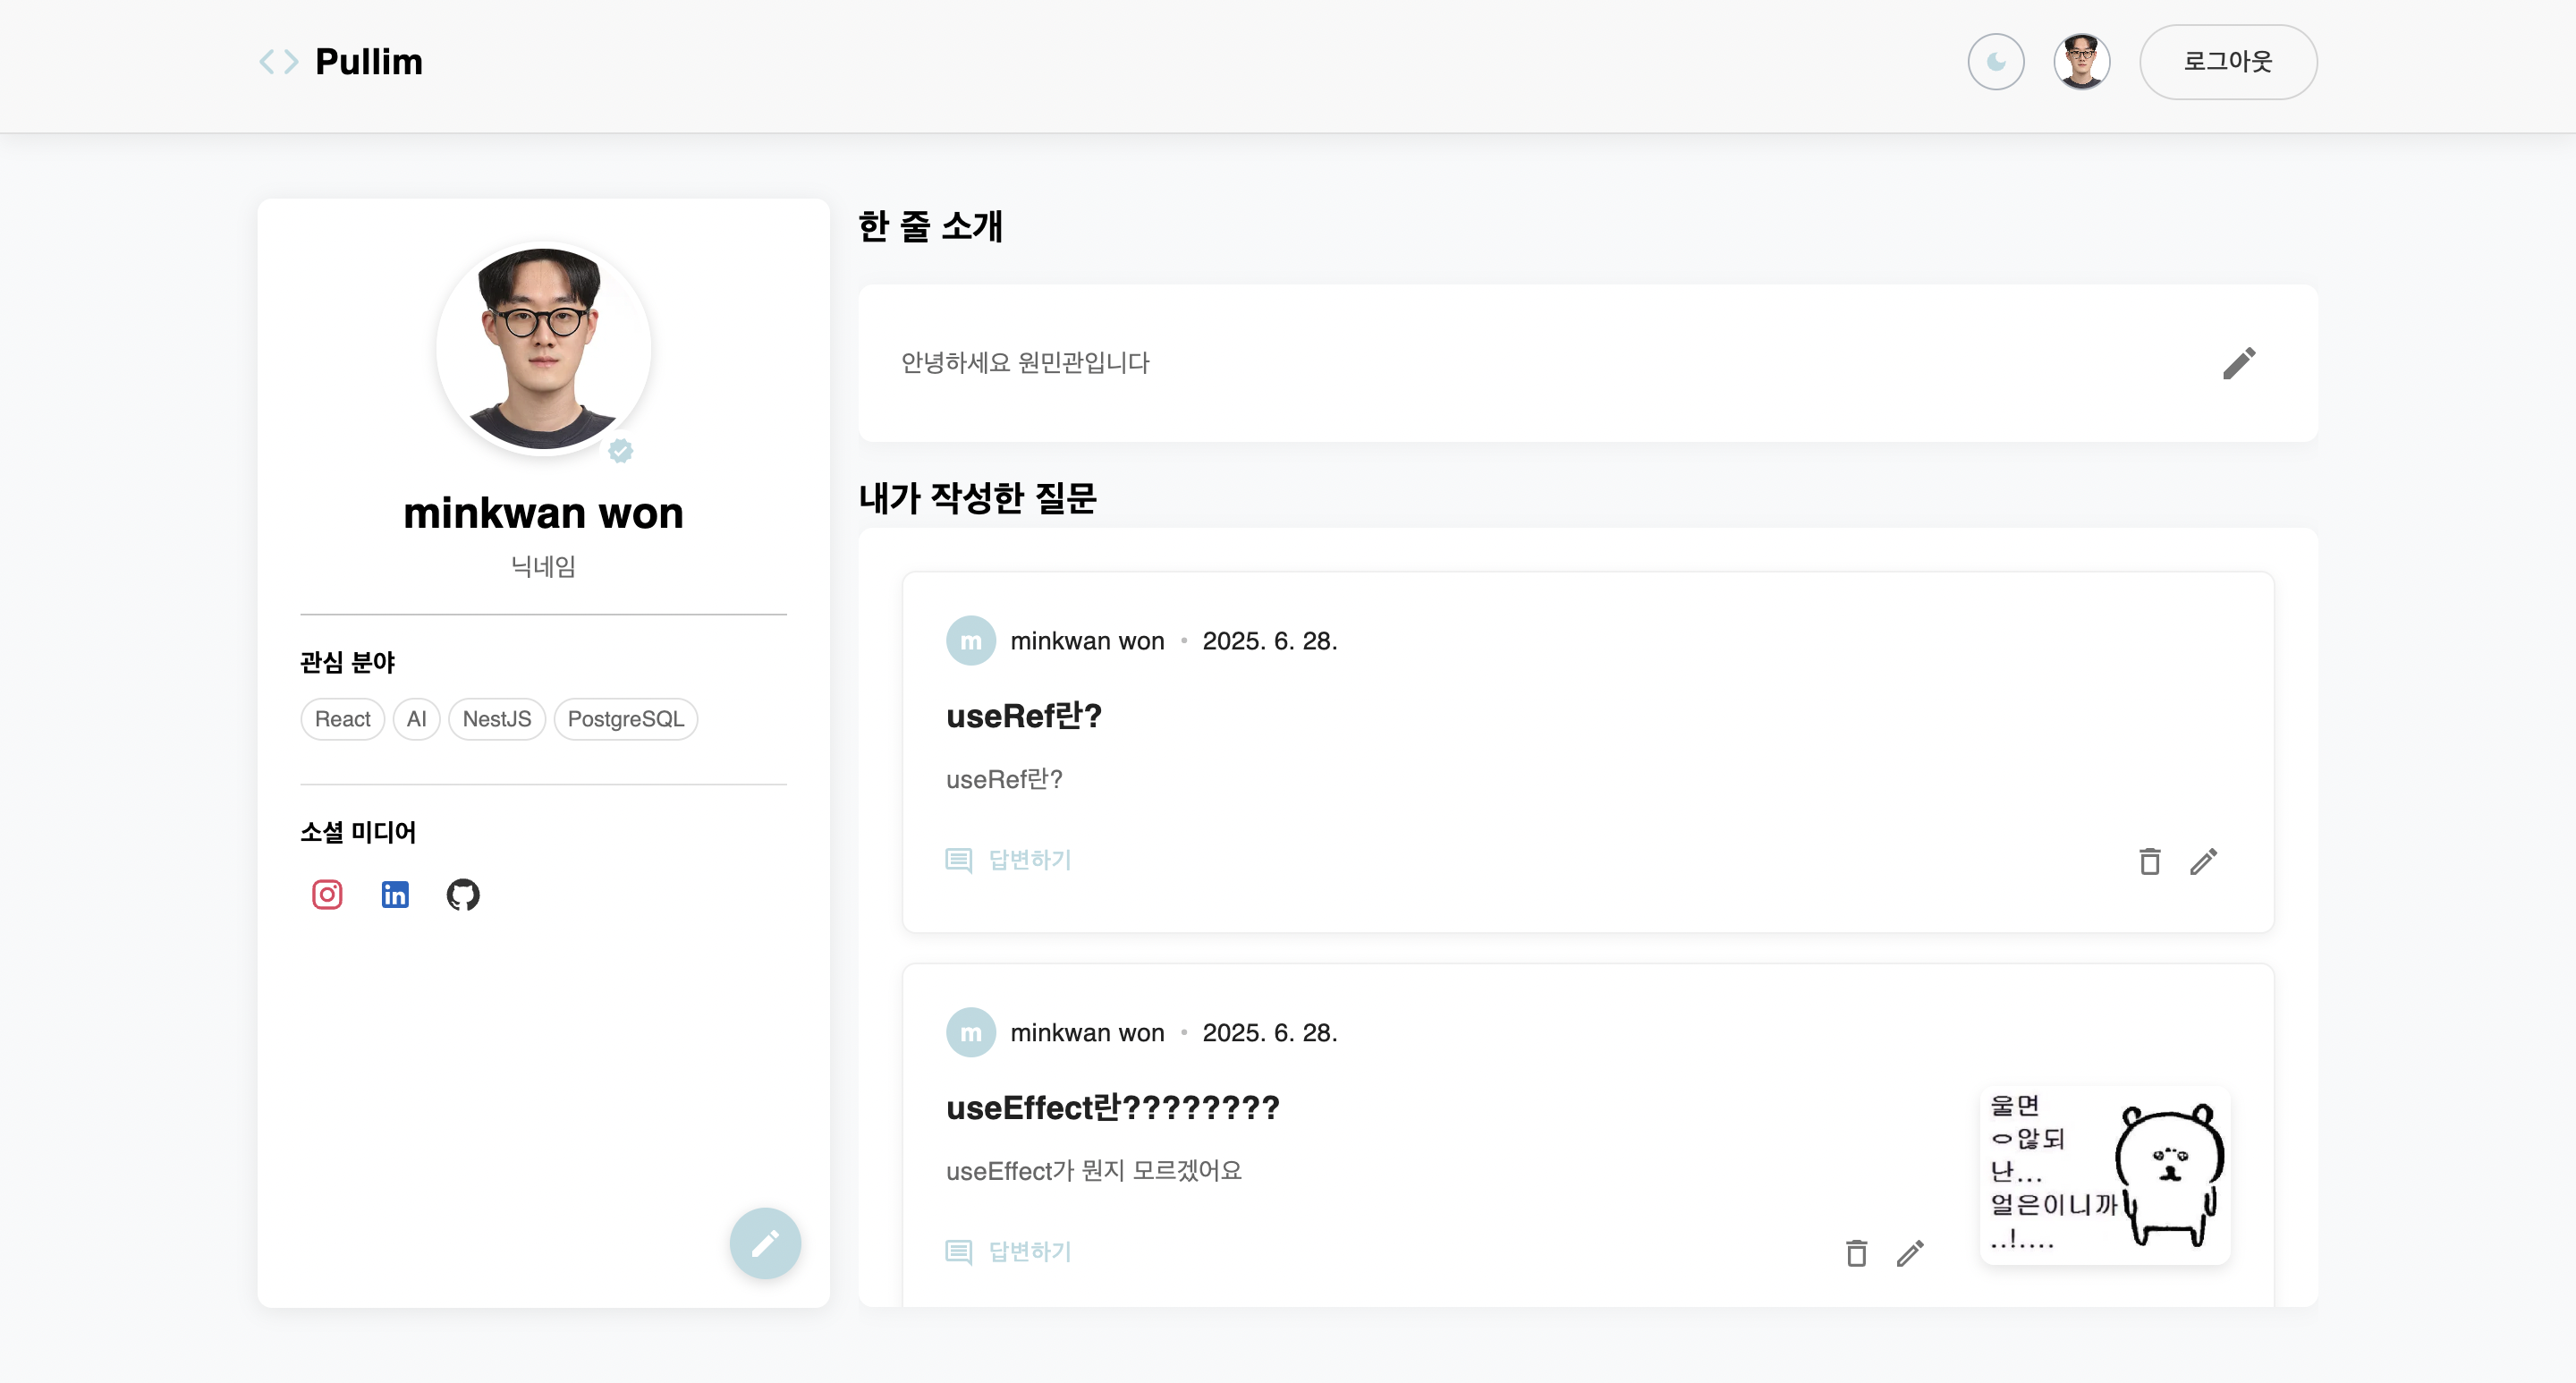 Pullim
로그아웃
minkwan won
닉네임
관심 분야
React AI NestJS PostgreSQL
소셜 미디어
한 줄 소개
안녕하세요 원민관입니다
내가 작성한 질문
m minkwan won • 2025. 6. 28.
useRef란?
useRef란?
답변하기
m minkwan won • 2025. 6. 28.
useEffect란????????
useEffect가 뭔지 모르겠어요
답변하기
울면
ㅇ않되
난...
얼은이니까
..!....